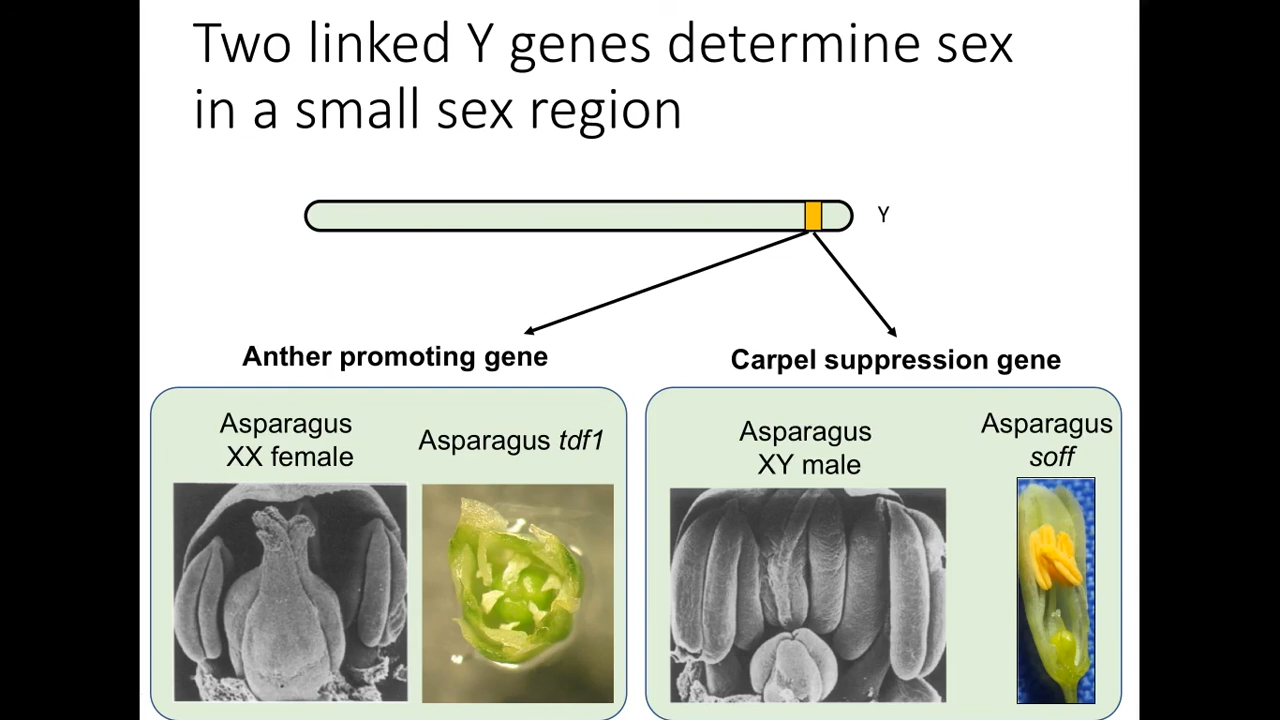 Two linked Y genes determine sex
in a small sex region
Y
Anther promoting gene
Carpel suppression gene
Asparagus
XX female
Asparagus tdf1
Asparagus
XY male
Asparagus
soff